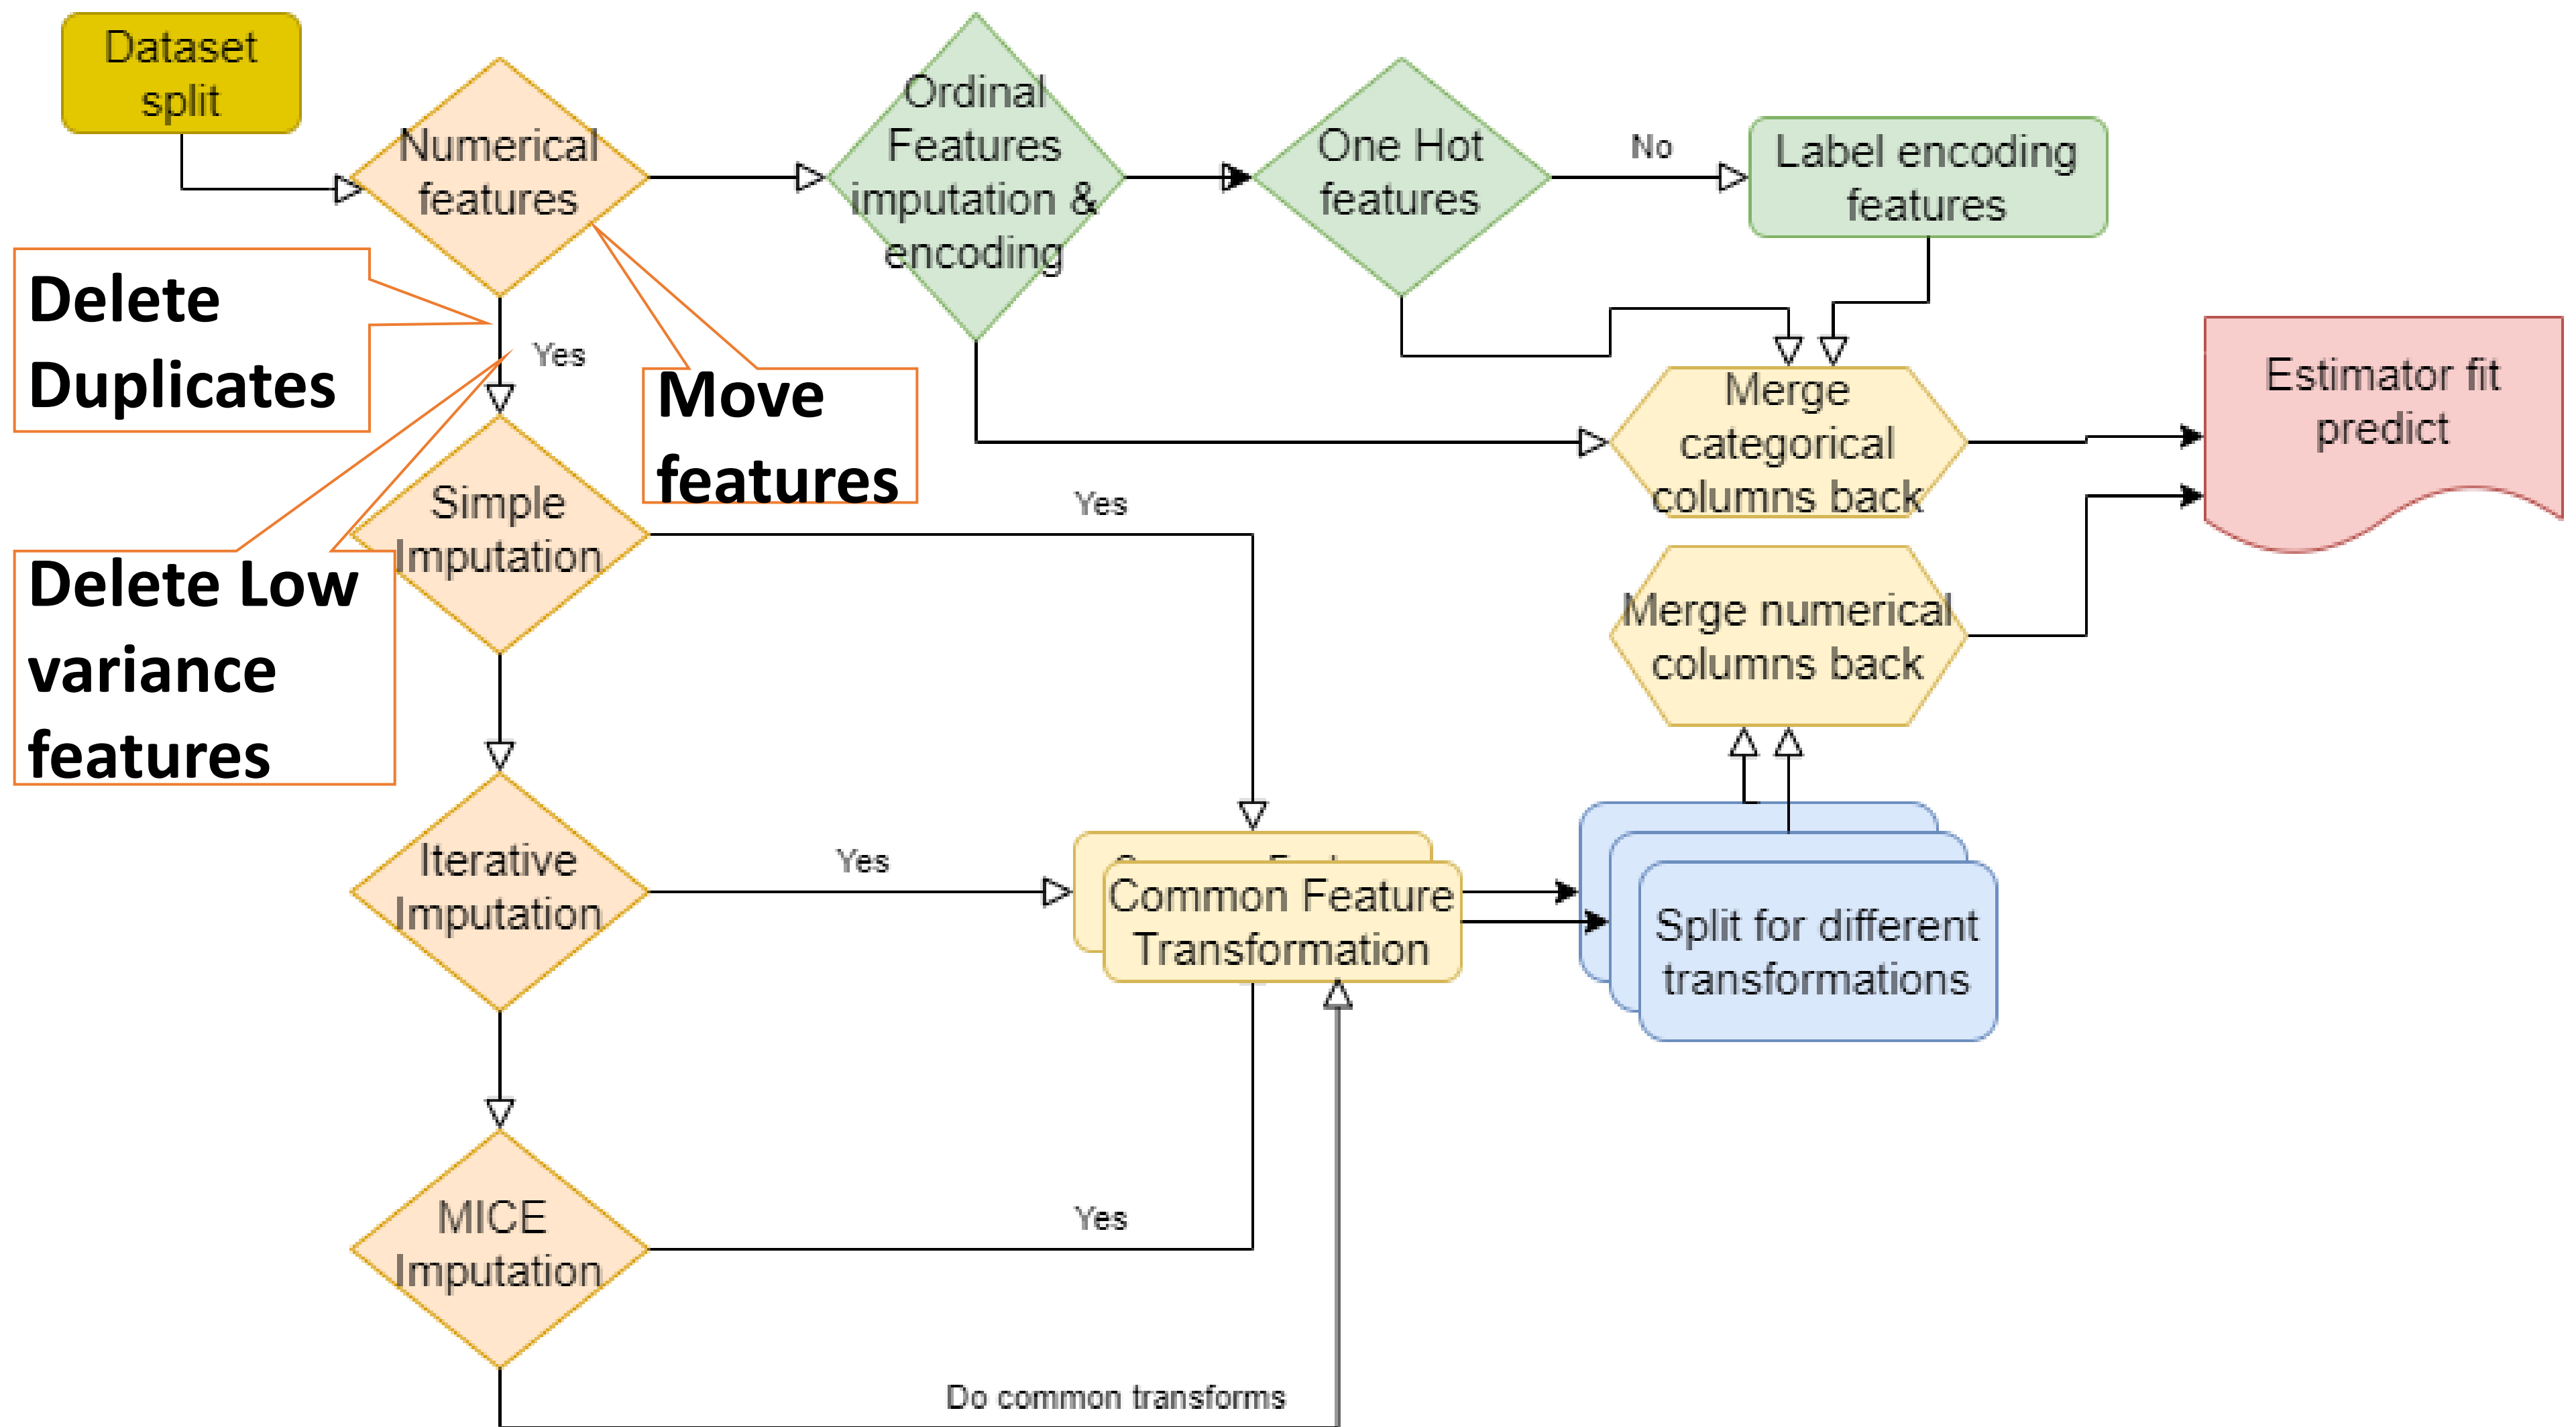 Dataset
split
Numerical
features
Ordinal
Features
imputation &
encoding
One Hot
features
No
Label encoding
features
Delete
Duplicates
Yes
Move
features
Merge
categorical
columns back
Estimator fit
predict
Simple
Imputation
Yes
Delete Low
variance
features
Merge numerical
columns back
Iterative
Imputation
Yes
Common Feature
Transformation
Split for different
transformations
MICE
Imputation
Yes
Do common transforms